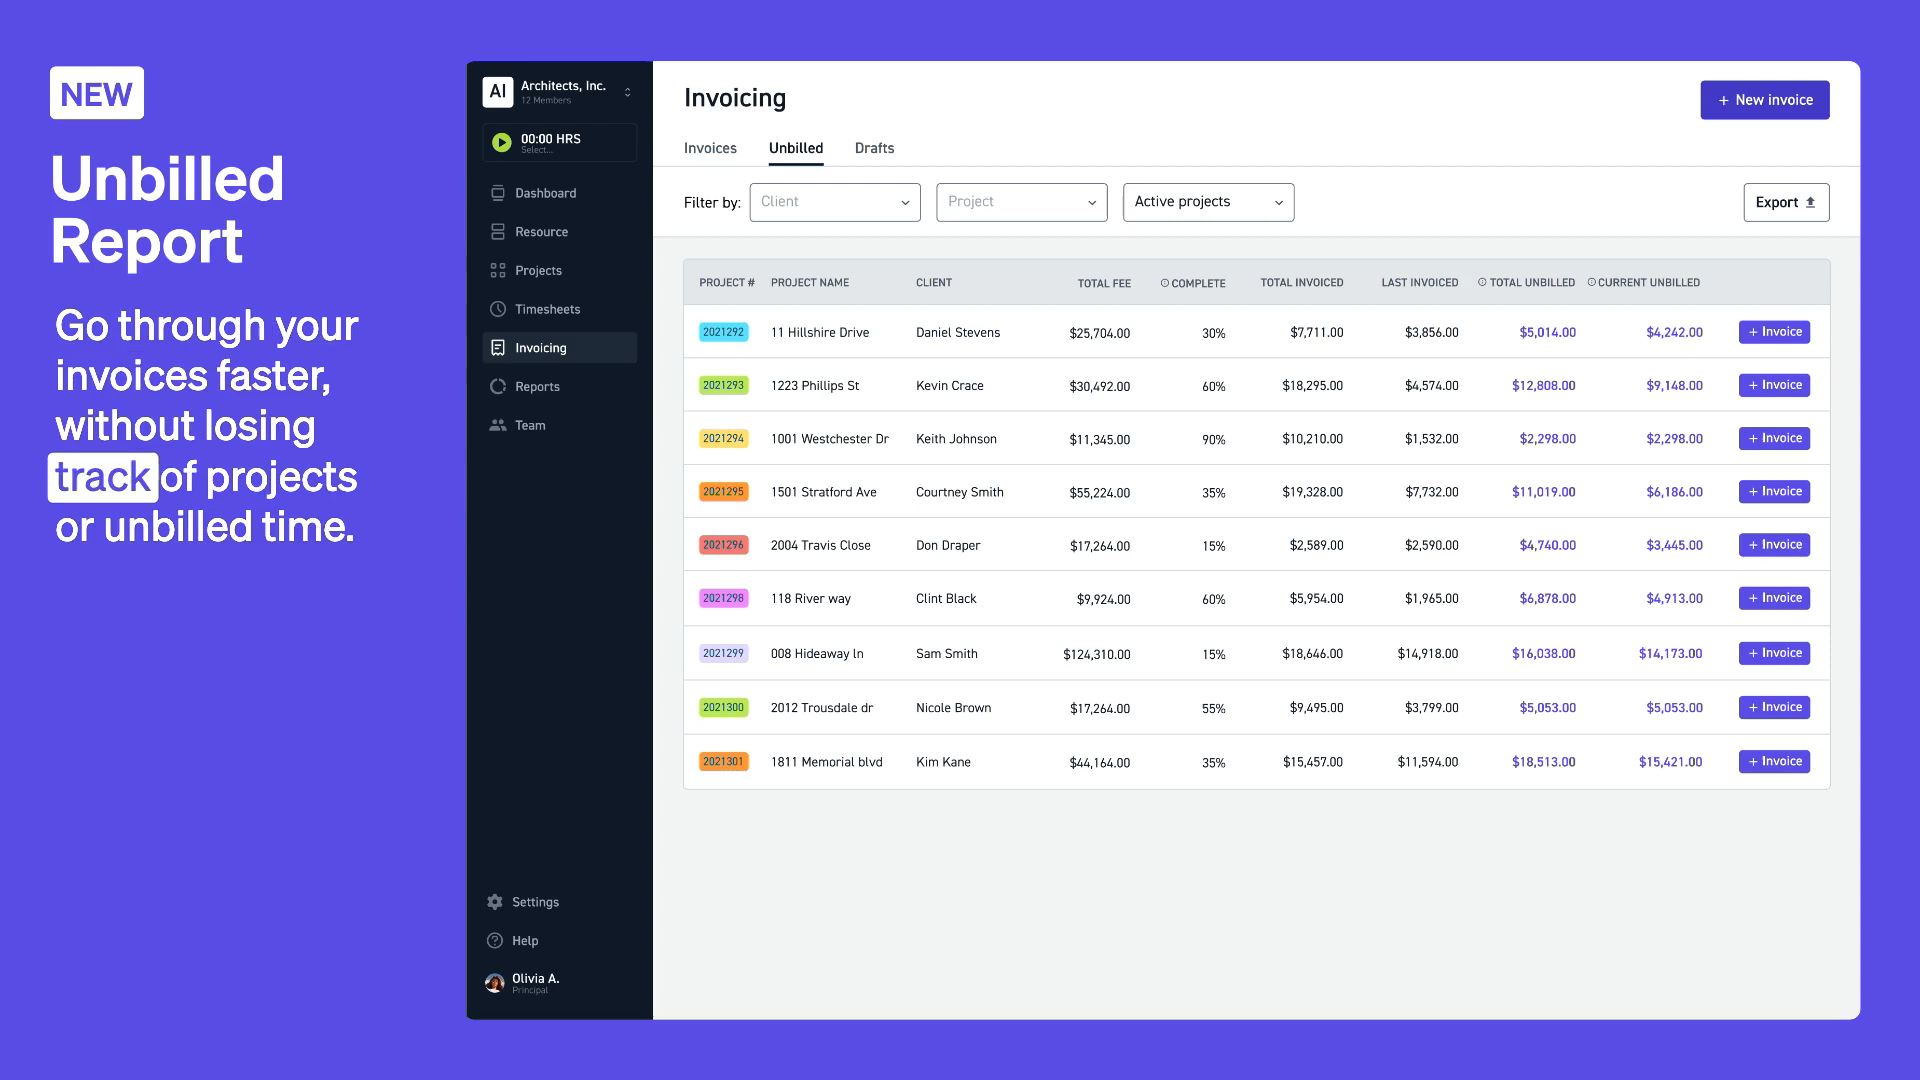 NEW
Unbilled
Report
Go through your
invoices faster,
without losing
track of projects
or unbilled time.
AI
Architects, Inc.
12 Members
00:00 HRS
Select...
Dashboard
Resource
Projects
Timesheets
Invoicing
Reports
Team
Settings
Help
Olivia A.
Principal
Invoicing
+ New invoice
Invoices Unbilled Drafts
Filter by: Client Project Active projects Export
PROJECT # PROJECT NAME CLIENT TOTAL FEE COMPLETE TOTAL INVOICED LAST INVOICED TOTAL UNBILLED CURRENT UNBILLED
2021292 11 Hillshire Drive Daniel Stevens $25,704.00 30% $7,711.00 $3,856.00 $5,014.00 $4,242.00 + Invoice
2021293 1223 Phillips St Kevin Crace $30,492.00 60% $18,295.00 $4,574.00 $12,808.00 $9,148.00 + Invoice
2021294 1001 Westchester Dr Keith Johnson $11,345.00 90% $10,210.00 $1,532.00 $2,298.00 $2,298.00 + Invoice
2021295 1501 Stratford Ave Courtney Smith $55,224.00 35% $19,328.00 $7,732.00 $11,019.00 $6,186.00 + Invoice
2021296 2004 Travis Close Don Draper $17,264.00 15% $2,589.00 $2,590.00 $4,740.00 $3,445.00 + Invoice
2021298 118 River way Clint Black $9,924.00 60% $5,954.00 $1,965.00 $6,878.00 $4,913.00 + Invoice
2021299 008 Hideaway ln Sam Smith $124,310.00 15% $18,646.00 $14,918.00 $16,038.00 $14,173.00 + Invoice
2021300 2012 Trousdale dr Nicole Brown $17,264.00 55% $9,495.00 $3,799.00 $5,053.00 $5,053.00 + Invoice
2021301 1811 Memorial blvd Kim Kane $44,164.00 35% $15,457.00 $11,594.00 $18,513.00 $15,421.00 + Invoice